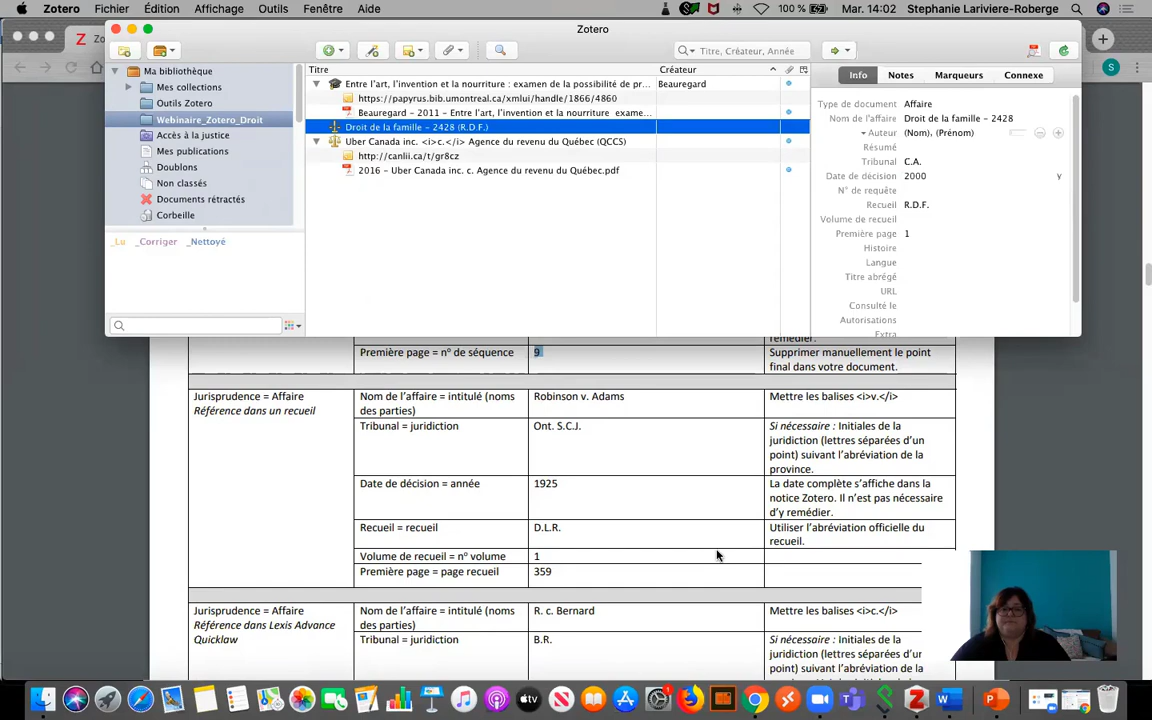 Zotero Fichier Édition Affichage Outils Fenêtre Aide 100 % Mar. 14:02 Stephanie Lariviere-Roberge
Zotero
Titre, Créateur, Année
Ma bibliothèque
Mes collections
Outils Zotero
Webinaire_Zotero_Droit
Accès à la justice
Mes publications
Doublons
Non classés
Documents rétractés
Corbeille
_Lu _Corriger _Nettoyé
Titre Créateur
Entre l'art, l'invention et la nourriture : examen de la possibilité de pr... Beauregard
https://papyrus.bib.umontreal.ca/xmlui/handle/1866/4860
Beauregard - 2011 - Entre l'art, l'invention et la nourriture exame...
Droit de la famille – 2428 (R.D.F.)
Uber Canada inc. <i>c.</i> Agence du revenu du Québec (QCCS)
http://canlii.ca/t/gr8cz
2016 - Uber Canada inc. c. Agence du revenu du Québec.pdf
Info Notes Marqueurs Connexe
Type de document Affaire
Nom de l'affaire Droit de la famille – 2428
Auteur (Nom), (Prénom)
Résumé
Tribunal C.A.
Date de décision 2000 y
N° de requête
Recueil R.D.F.
Volume de recueil
Première page 1
Histoire
Langue
Titre abrégé
URL
Consulté le
Autorisations
Extra
S
remédier.
Première page = nº de séquence 9 Supprimer manuellement le point
final dans votre document.
Jurisprudence = Affaire
Référence dans un recueil
Nom de l'affaire = intitulé (noms
des parties)
Robinson v. Adams
Mettre les balises <i>v.</i>
Tribunal = juridiction
Ont. S.C.J.
Si nécessaire : Initiales de la
juridiction (lettres séparées d'un
point) suivant l'abréviation de la
province.
Date de décision = année
1925
La date complète s'affiche dans la
notice Zotero. Il n'est pas nécessaire
d'y remédier.
Recueil = recueil
D.L.R.
Utiliser l'abréviation officielle du
recueil.
Volume de recueil = nº volume 1
Première page = page recueil 359
Jurisprudence = Affaire
Référence dans Lexis Advance
Quicklaw
Nom de l'affaire = intitulé (noms
des parties)
R. c. Bernard
Mettre les balises <i>c.</i>
Tribunal = juridiction
B.R.
Si nécessaire : Initiales de la
juridiction (lettres séparées d'un
point) suivant l'abréviation de la